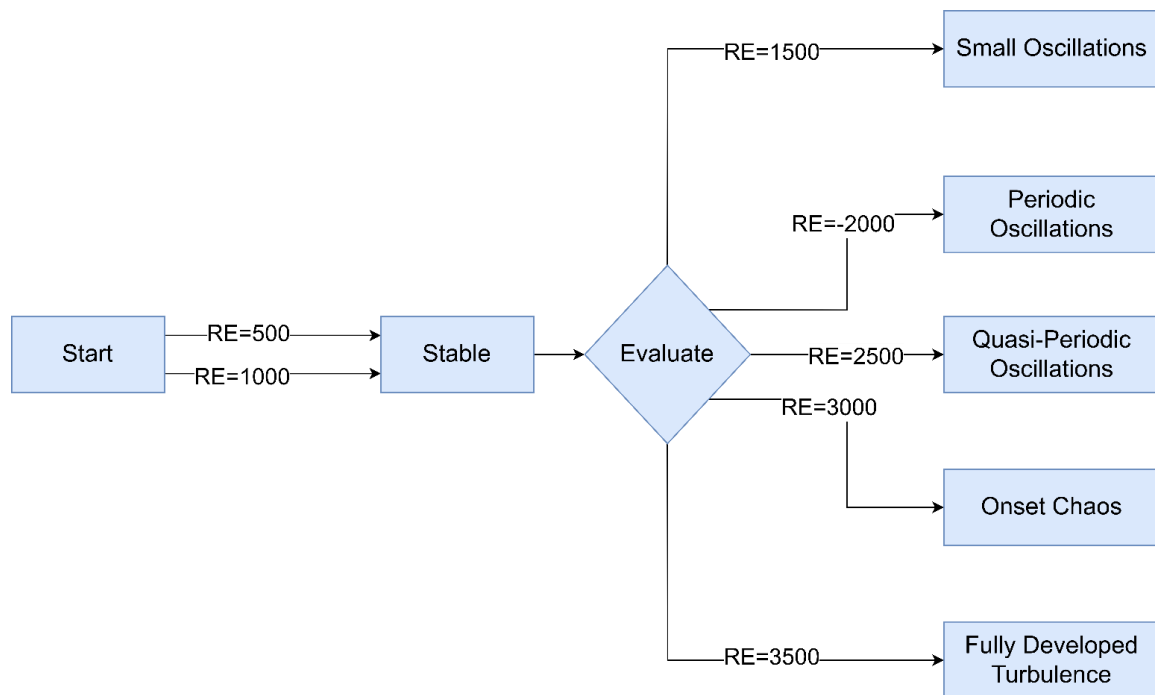 RE=1500
Small Oscillations
RE=-2000
Periodic
Oscillations
Start
RE=500
RE=1000
Stable
Evaluate
RE=2500
Quasi-Periodic
Oscillations
RE=3000
Onset Chaos
RE=3500
Fully Developed
Turbulence